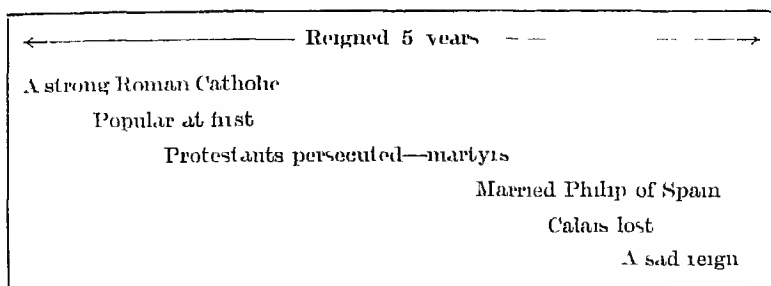 Reigned 5 years
A strong Roman Catholic
Popular at first
Protestants persecuted—martyrs
Married Philip of Spain
Calais lost
A sad reign